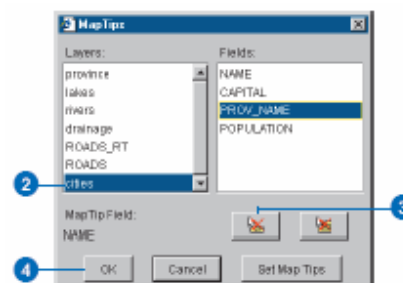 MapTips
Layers:
Fields:
province
lakes
rivers
drainage
ROADS_RT
ROADS
cities
NAME
CAPITAL
PROV_NAME
POPULATION
2
3
MapTip Field:
NAME
4
OK
Cancel
Set Map Tips